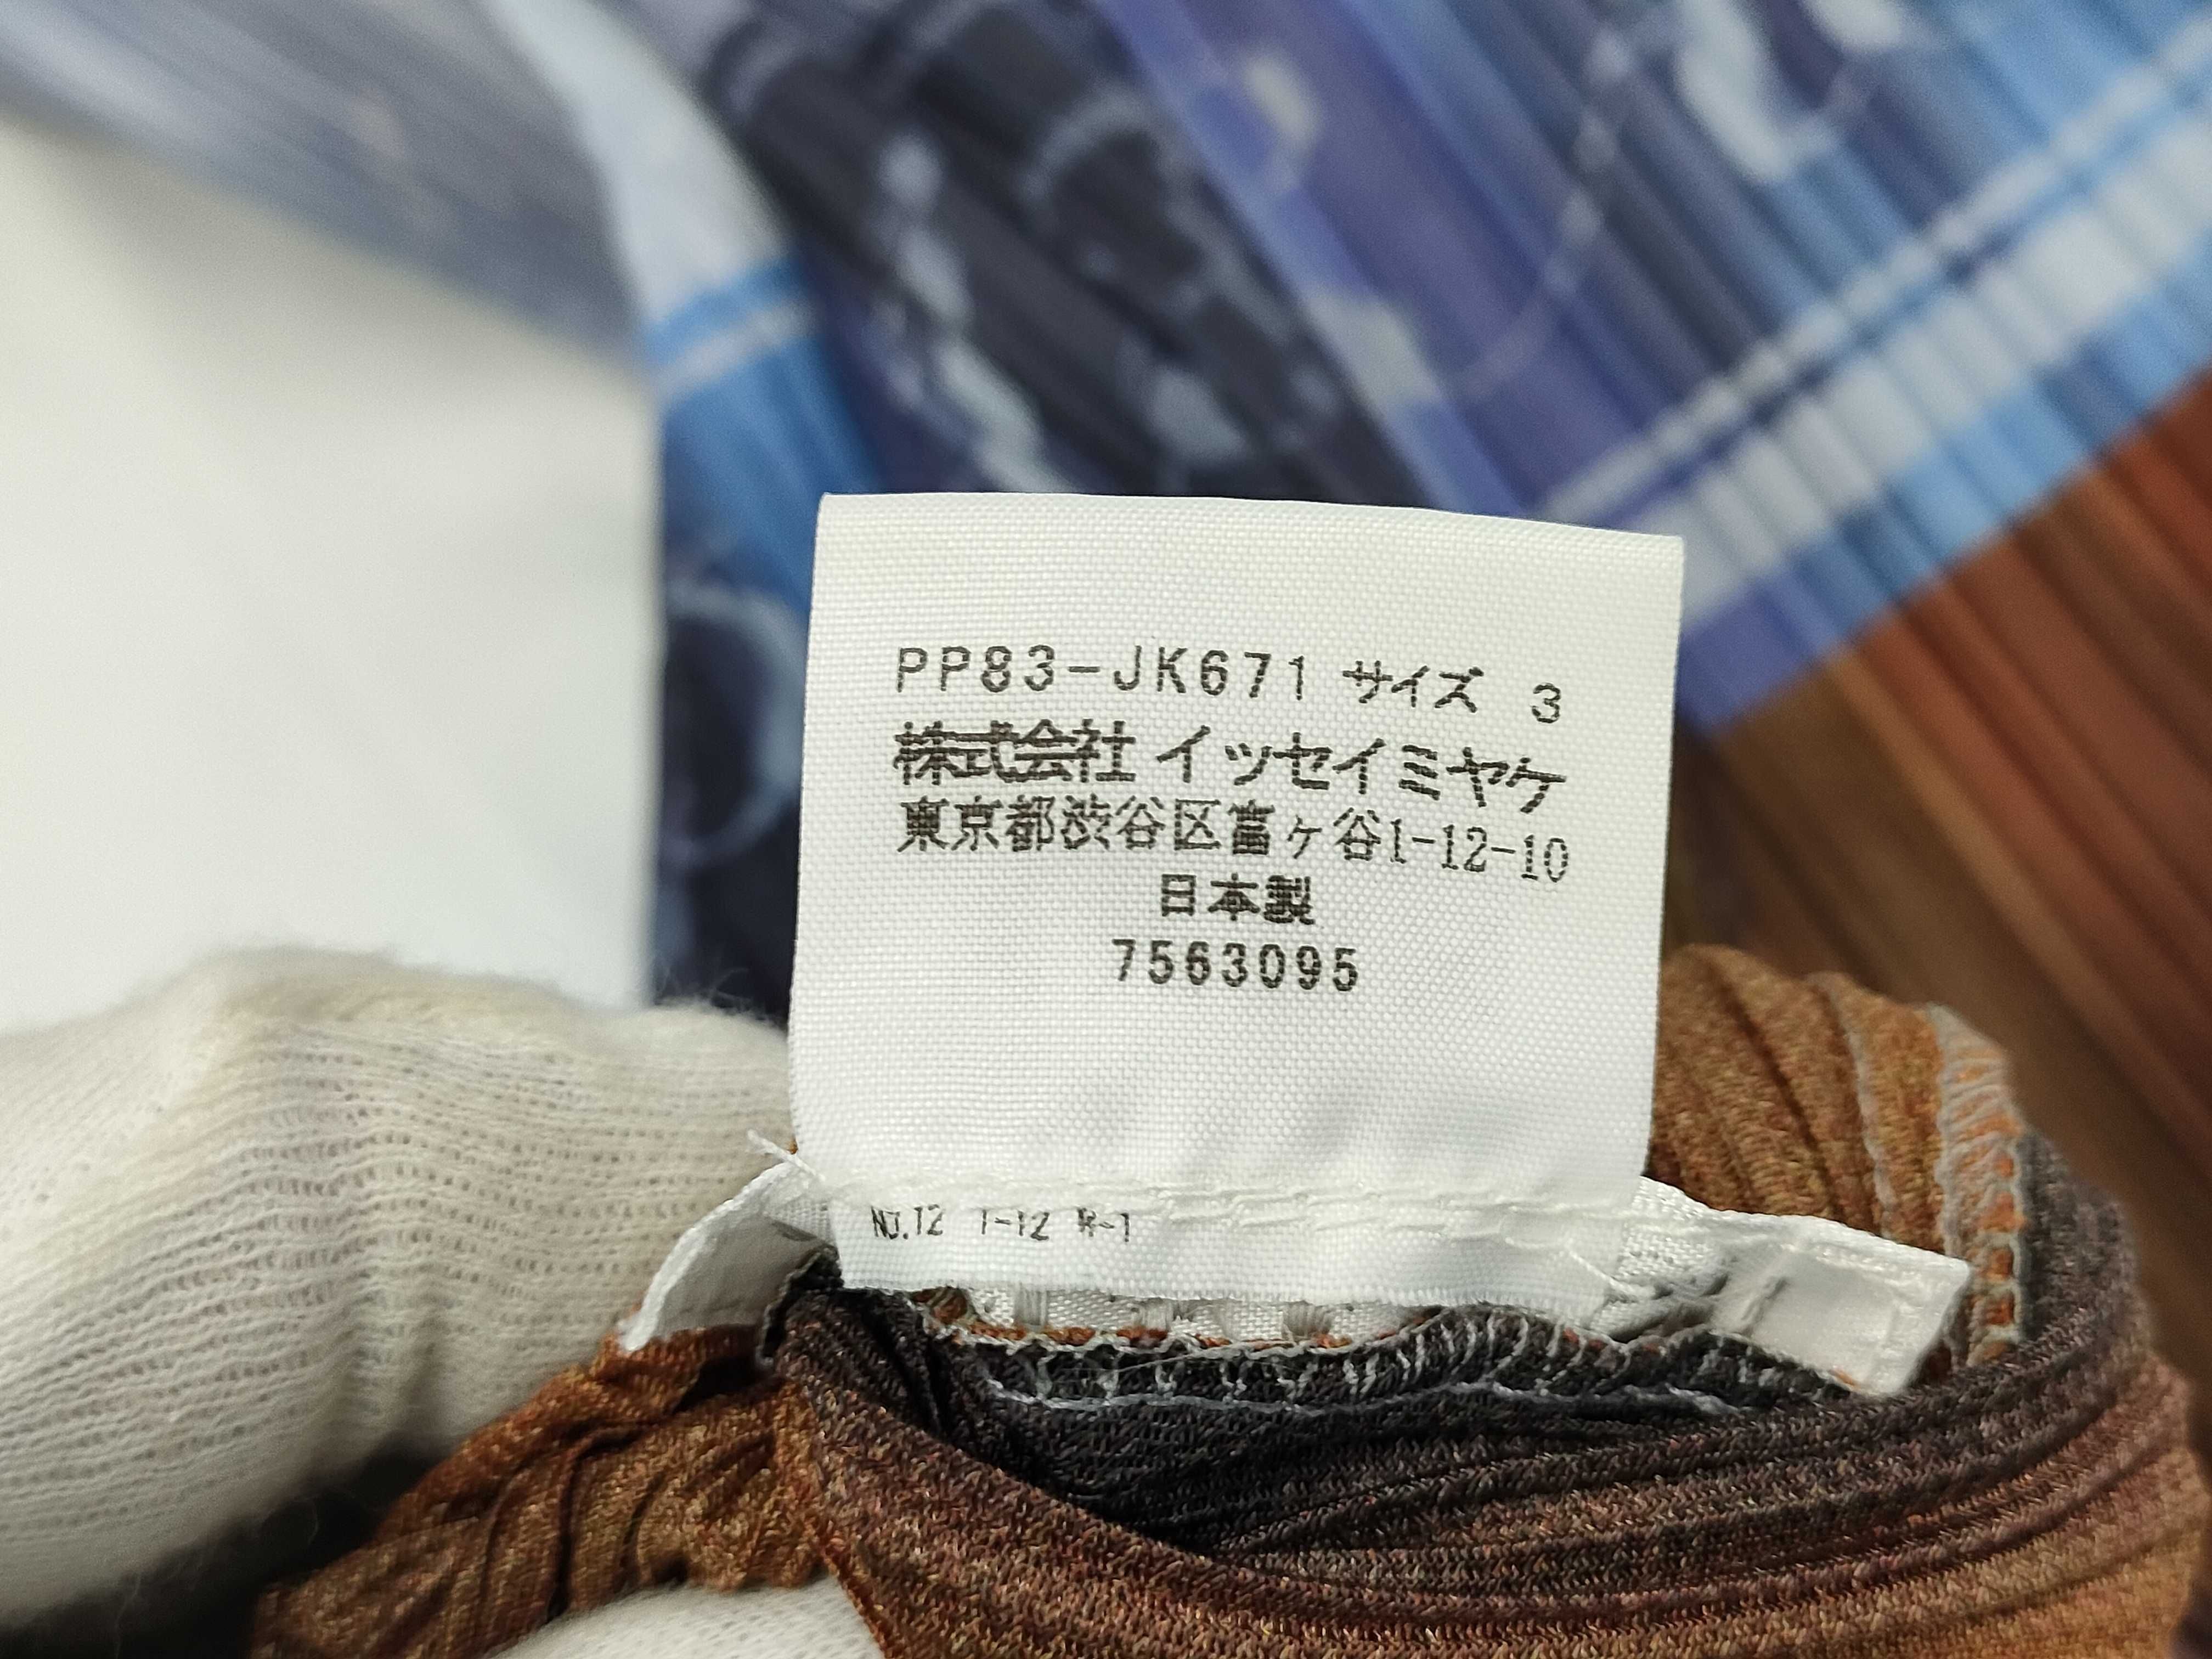 PP83-JK671 サイズ 3
株式会社 イッセイミヤケ
東京都渋谷区富ヶ谷1-12-10
日本製
7563095
NO.12 1-12 R-1